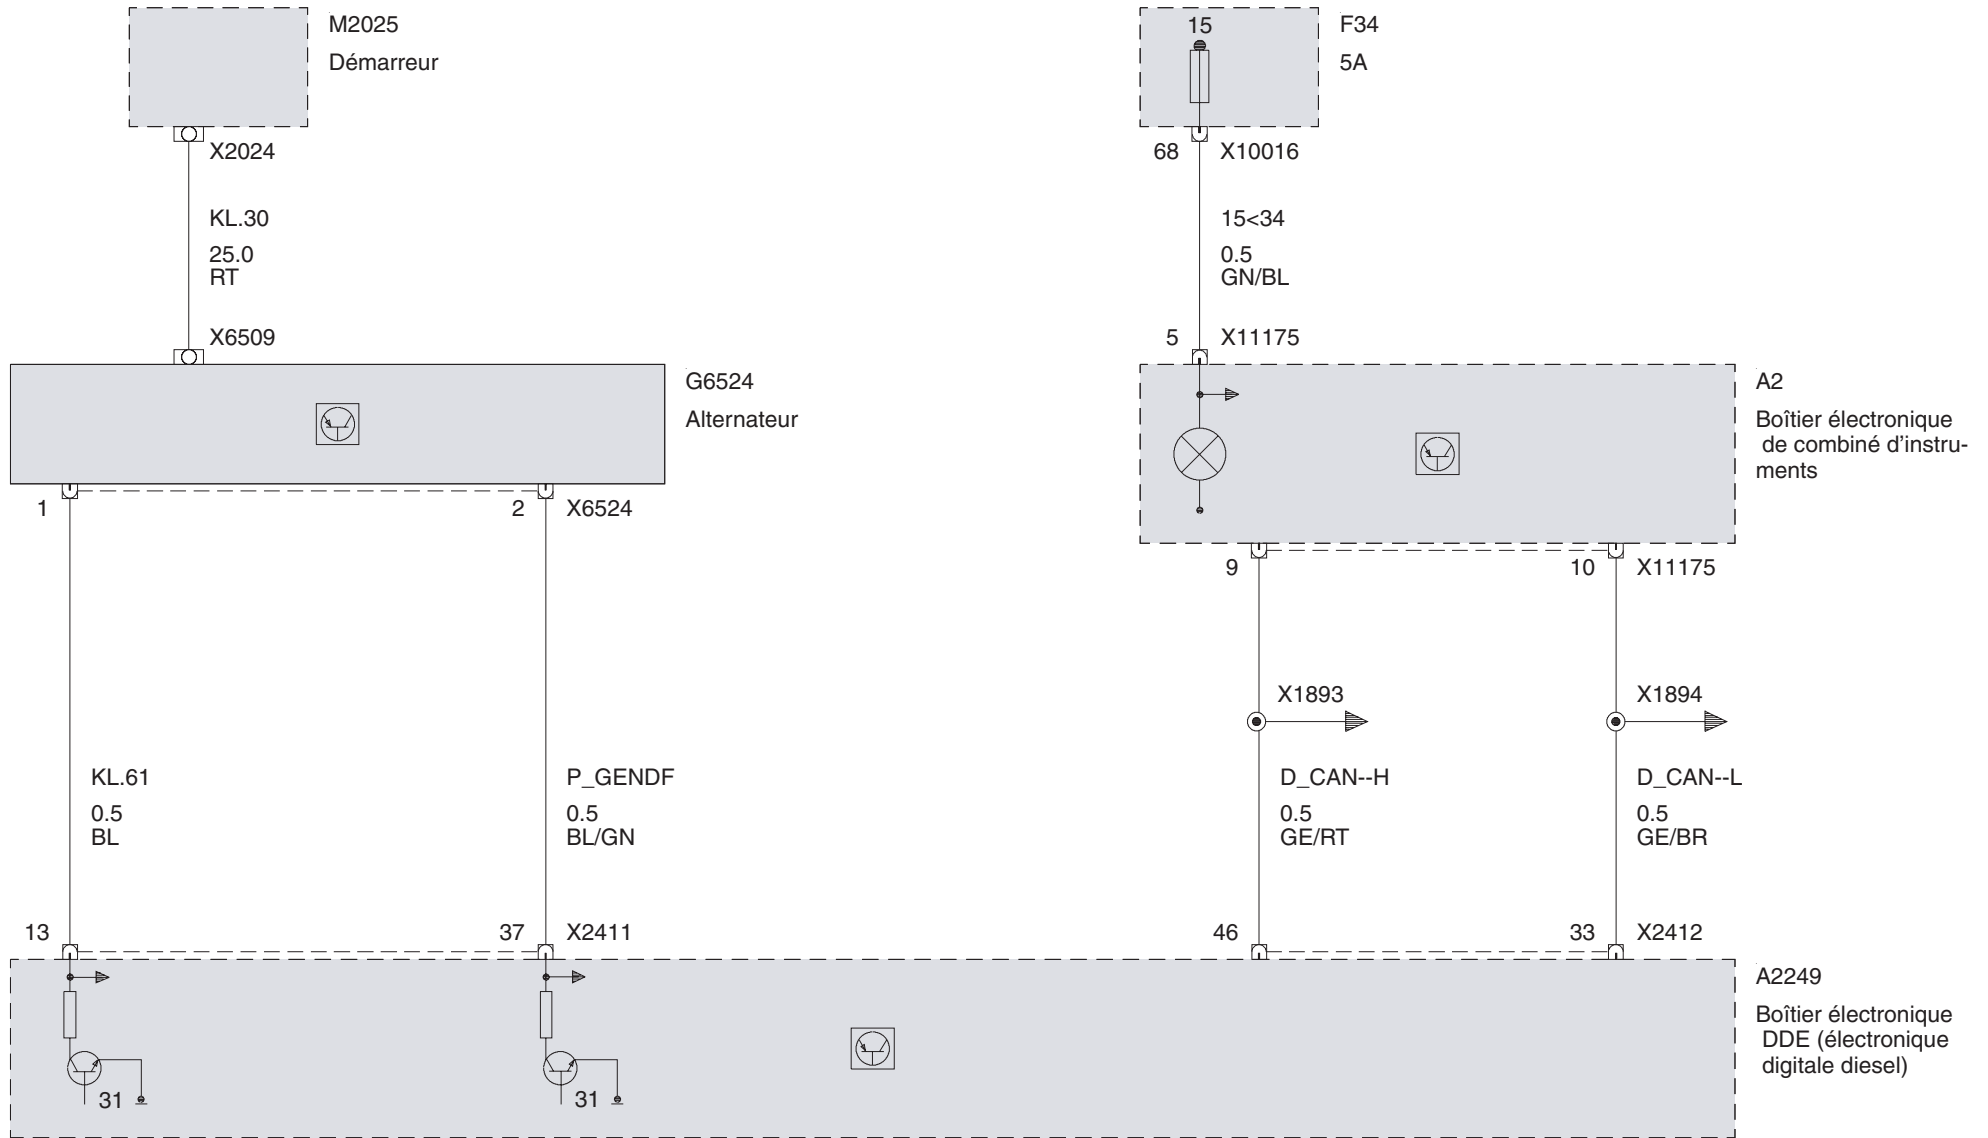 M2025
Démarreur
15
F34
5A
X2024
68
X10016
KL.30
25.0
RT
15<34
0.5
GN/BL
X6509
5
X11175
G6524
Alternateur
A2
Boîtier électronique
de combiné d'instru-
ments
1
2
X6524
9
10
X11175
X1893
X1894
KL.61
0.5
BL
P_GENDF
0.5
BL/GN
D_CAN--H
0.5
GE/RT
D_CAN--L
0.5
GE/BR
13
37
X2411
46
33
X2412
A2249
Boîtier électronique
DDE (électronique
digitale diesel)
31
31